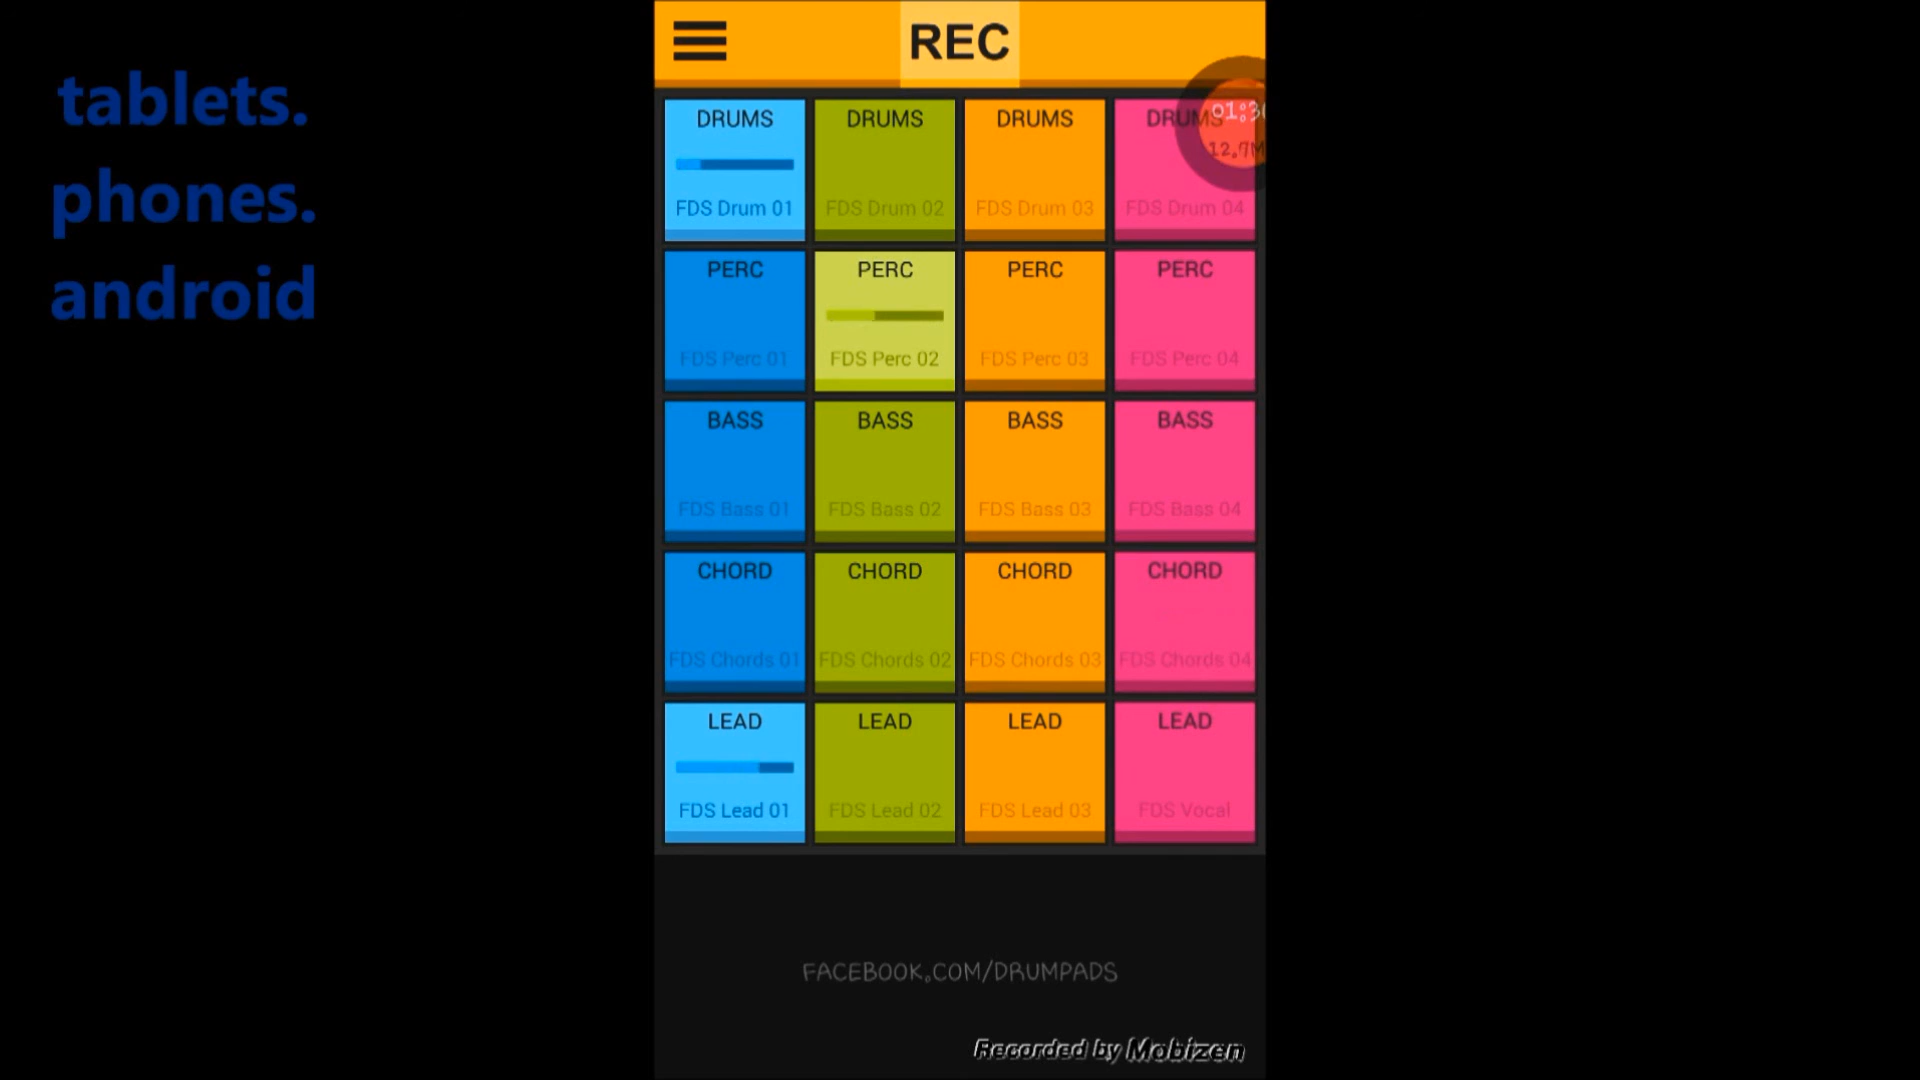 tablets.
phones.
android
REC
DRUMS DRUMS DRUMS DRUMS
01:3
12.9M
FDS Drum 01 FDS Drum 02 FDS Drum 03 FDS Drum 04
PERC PERC PERC PERC
FDS Perc 01 FDS Perc 02 FDS Perc 03 FDS Perc 04
BASS BASS BASS BASS
FDS Bass 01 FDS Bass 02 FDS Bass 03 FDS Bass 04
CHORD CHORD CHORD CHORD
FDS Chords 01 FDS Chords 02 FDS Chords 03 FDS Chords 04
LEAD LEAD LEAD LEAD
FDS Lead 01 FDS Lead 02 FDS Lead 03 FDS Vocal
FACEBOOK.COM/DRUMPADS
Recorded by Mobizen